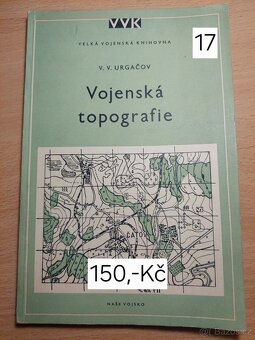 VVK
VELKÁ VOJENSKÁ KNIHOVNA
17
V. V. URGAČOV
Vojenská
topografie
150,-Kč
NAŠE VOJSKO